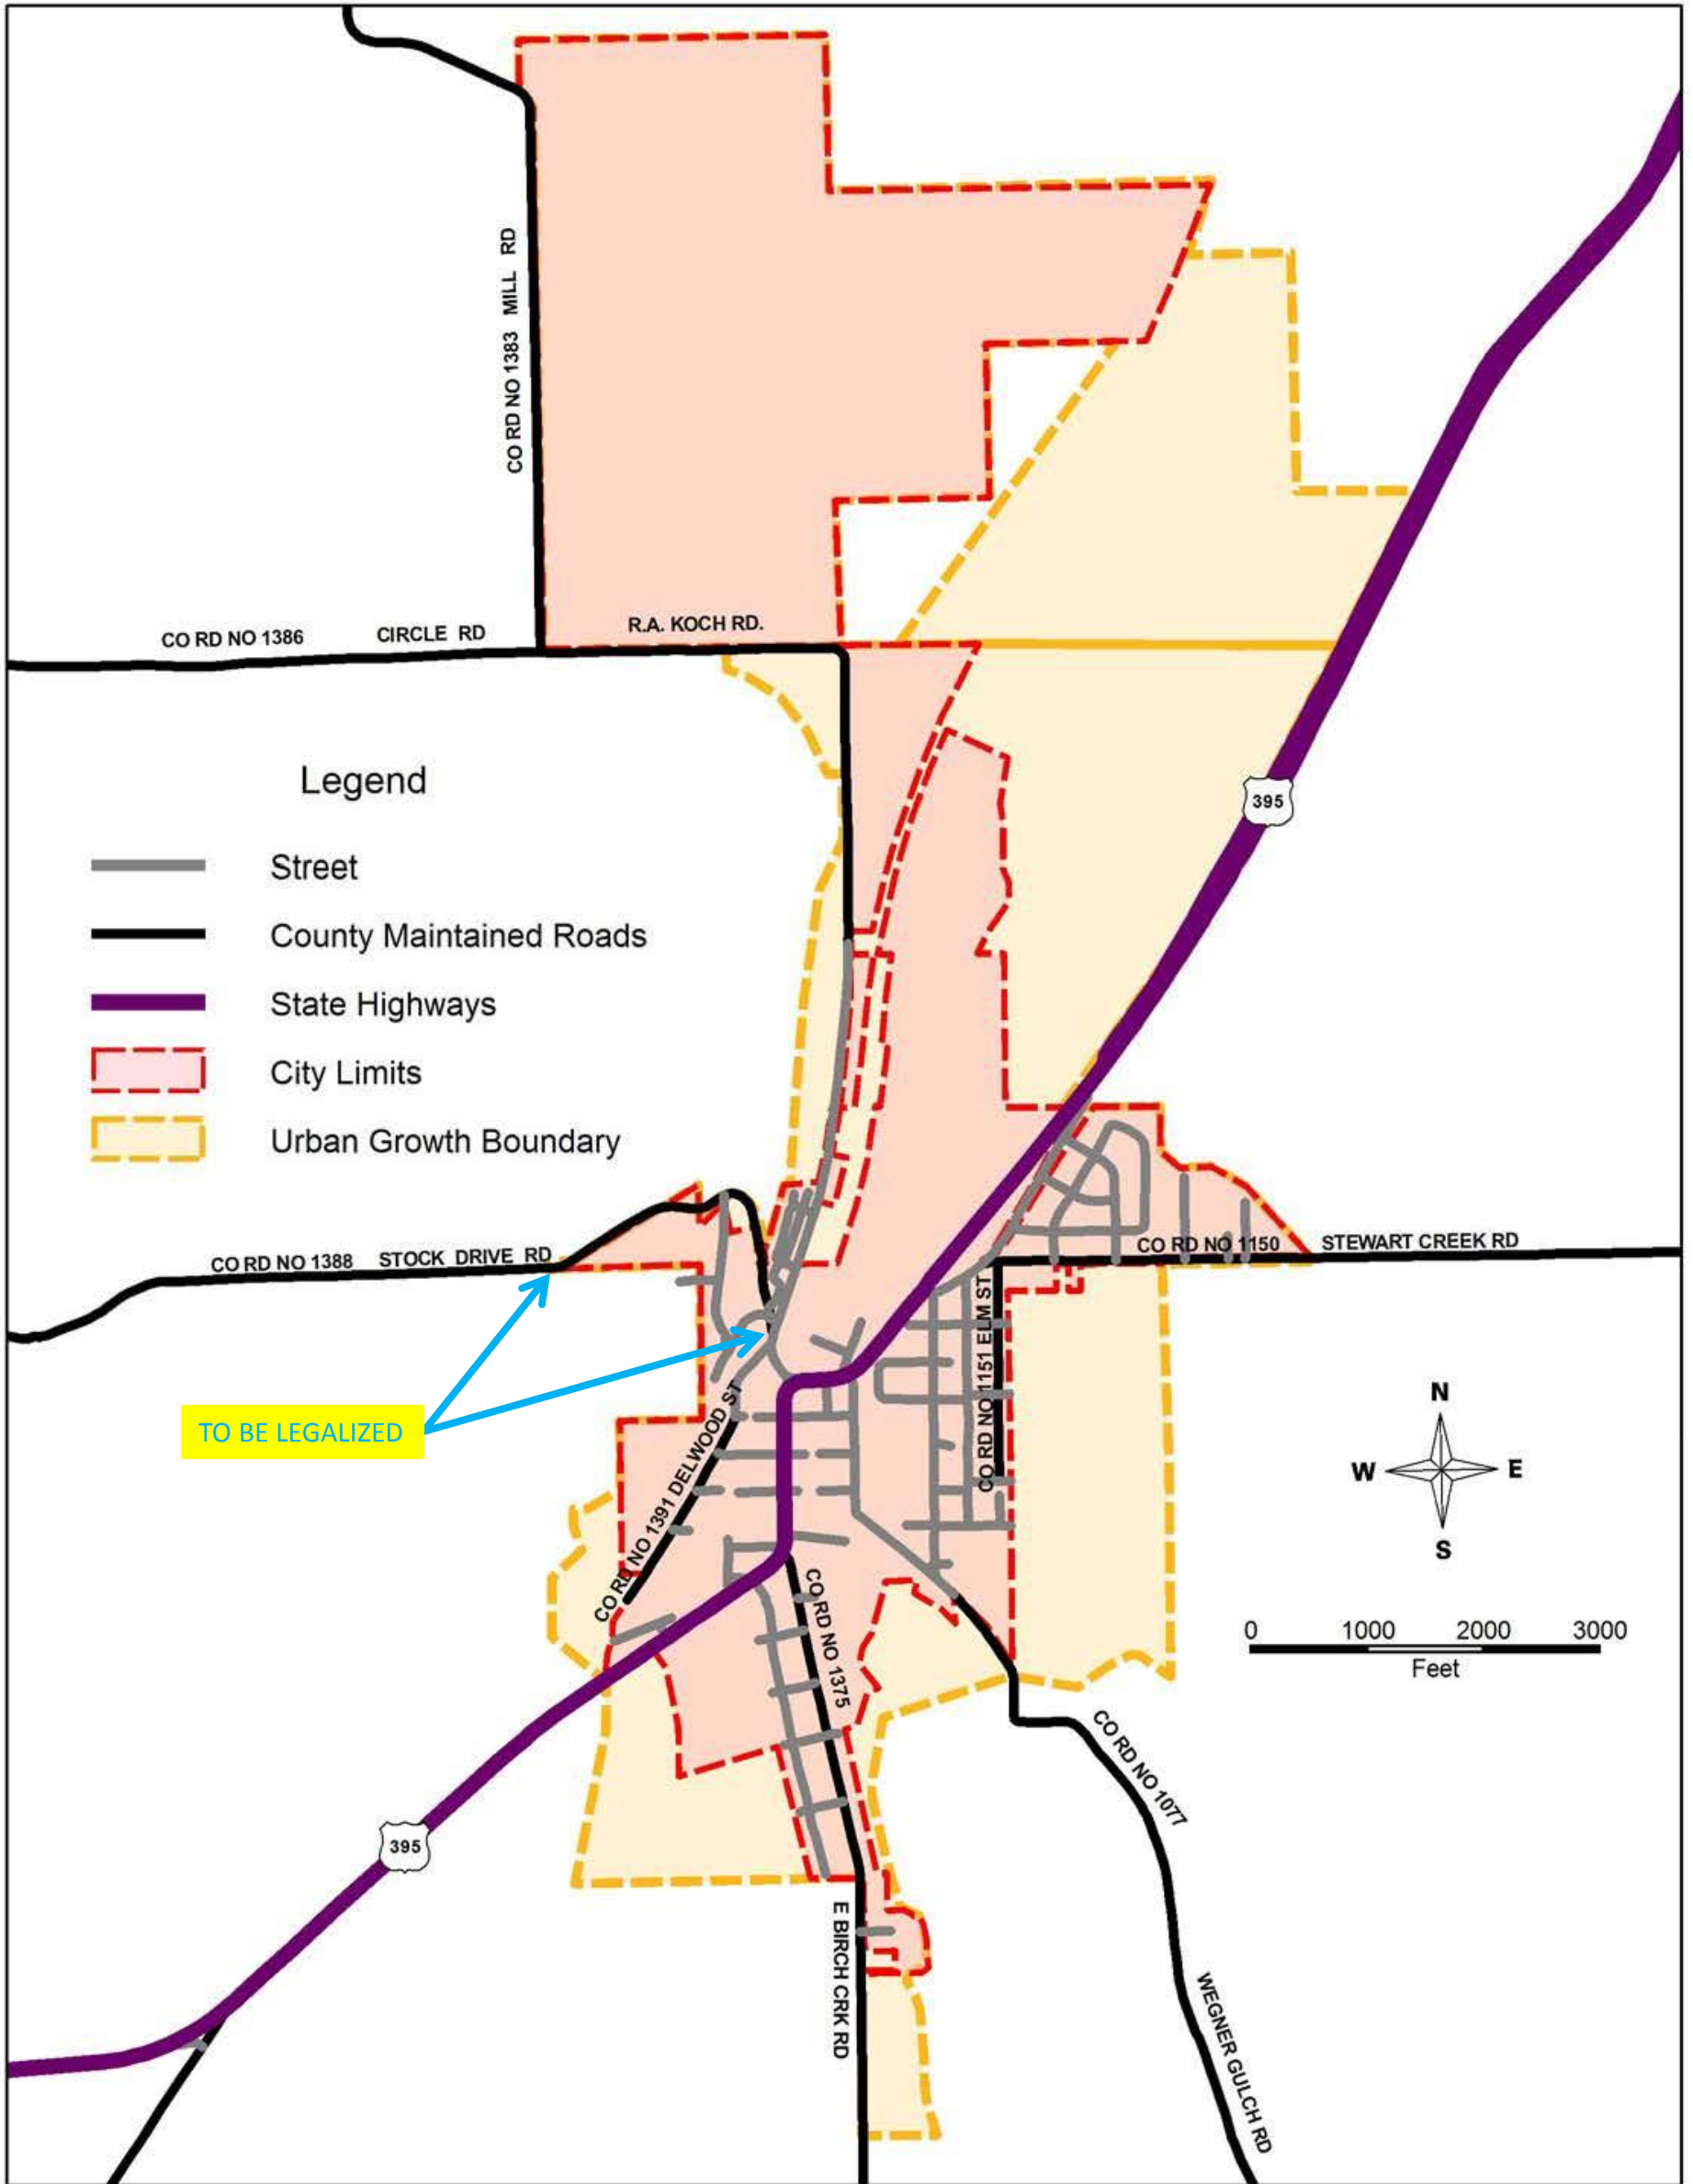 CO RD NO 1383 MILL RD
CO RD NO 1386 CIRCLE RD
R.A. KOCH RD.
Legend
Street
County Maintained Roads
State Highways
City Limits
Urban Growth Boundary
395
CO RD NO 1388 STOCK DRIVE RD
CO RD NO 1150 STEWART CREEK RD
TO BE LEGALIZED
CO RD NO 1151 ELM ST
CO RD NO 1391 DELWOOD ST
N
W E
S
CO RD NO 1375
0 1000 2000 3000
Feet
CO RD NO 1077
395
E BIRCH CRK RD
WEGNER GULCH RD